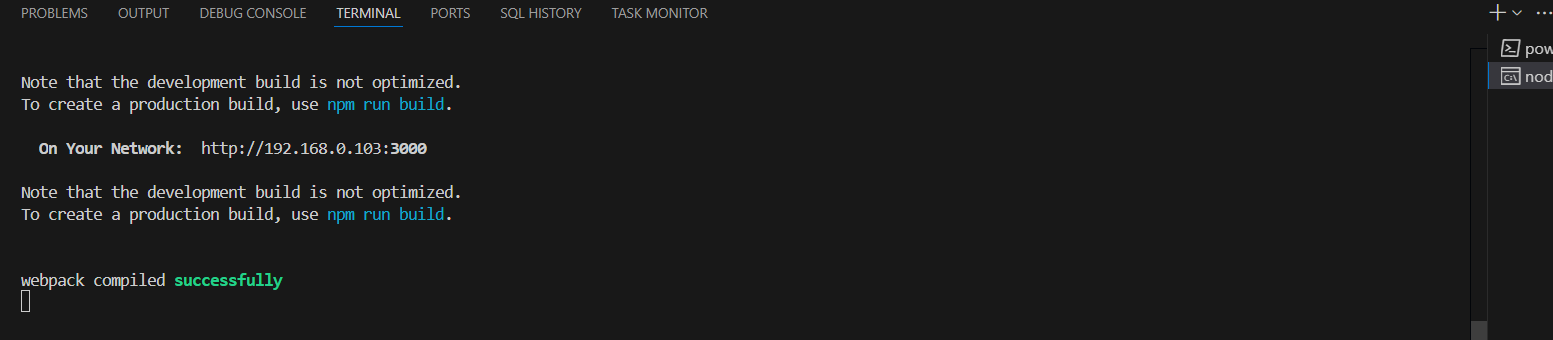 PROBLEMS OUTPUT DEBUG CONSOLE TERMINAL PORTS SQL HISTORY TASK MONITOR
pow
nod
Note that the development build is not optimized.
To create a production build, use npm run build.
On Your Network: http://192.168.0.103:3000
Note that the development build is not optimized.
To create a production build, use npm run build.
webpack compiled successfully